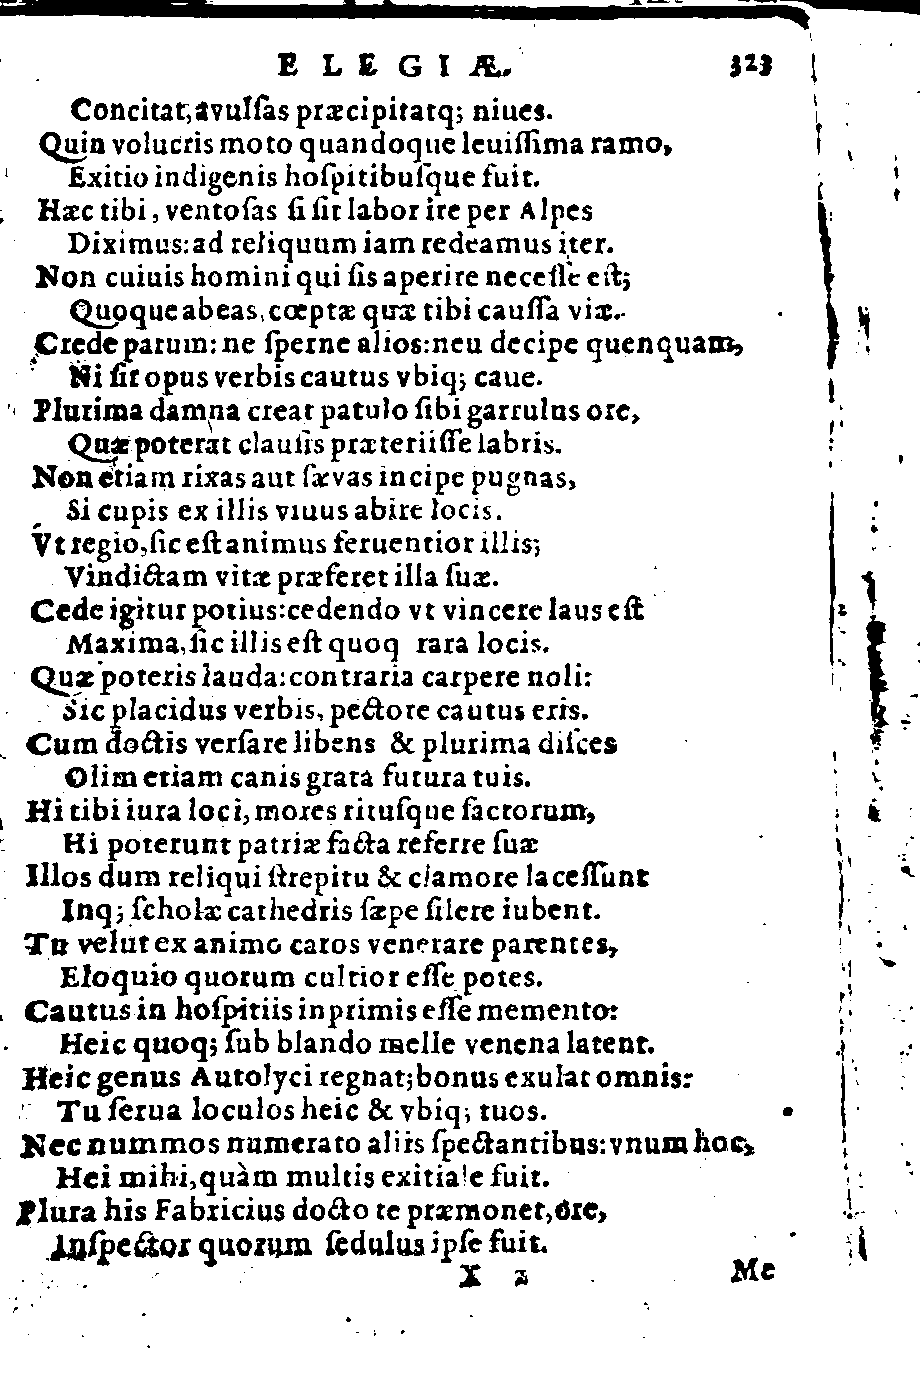 ELEGIÆ. 323
Concitat, avulſas præcipitatq; niues.
Quin volucris moto quandoque leuiſſima ramo,
Exitio indigenis hoſpitibuſque fuit.
Hæc tibi, ventoſas ſi ſit labor ire per Alpes
Diximus: ad reliquum iam redeamus iter.
Non cuiuis homini qui ſis aperire neceſſe eſt;
Quoque abeas, cœptæ quæ tibi cauſſa viæ.
Crede parum: ne ſperne alios: neu decipe quenquam,
Ni ſit opus verbis cautus vbiq; caue.
Plurima damna creat patulo ſibi garrulus ore,
Quæ poterat clauſis præteriiſſe labris.
Non etiam rixas aut ſævas incipe pugnas,
Si cupis ex illis viuus abire locis.
Vt regio, ſic eſt animus feruentior illis;
Vindictam vitæ præferet illa ſuæ.
Cede igitur potius: cedendo vt vincere laus eſt
Maxima, ſic illis eſt quoq rara locis.
Quæ poteris lauda: contraria carpere noli:
Sic placidus verbis, pectore cautus eris.
Cum doctis verſare libens & plurima diſces
Olim etiam canis grata futura tuis.
Hi tibi iura loci, mores rituſque ſacrorum,
Hi poterunt patriæ facta referre ſuæ
Illos dum reliqui ſtrepitu & clamore laceſſunt
Inq; ſcholæ cathedris ſæpe ſilere iubent.
Tu velut ex animo caros venerare parentes,
Eloquio quorum cultior eſſe potes.
Cautus in hoſpitiis inprimis eſſe memento:
Heic quoq; ſub blando melle venena latent.
Heic genus Autolyci regnat; bonus exulat omnis:
Tu ſerua loculos heic & vbiq; tuos.
Nec nummos numerato aliis ſpectantibus: vnum hoc,
Hei mihi, quàm multis exitiale fuit.
Plura his Fabricius docto te præmonet, ore,
Inſpector quorum ſedulus ipſe fuit.
X 2 Me